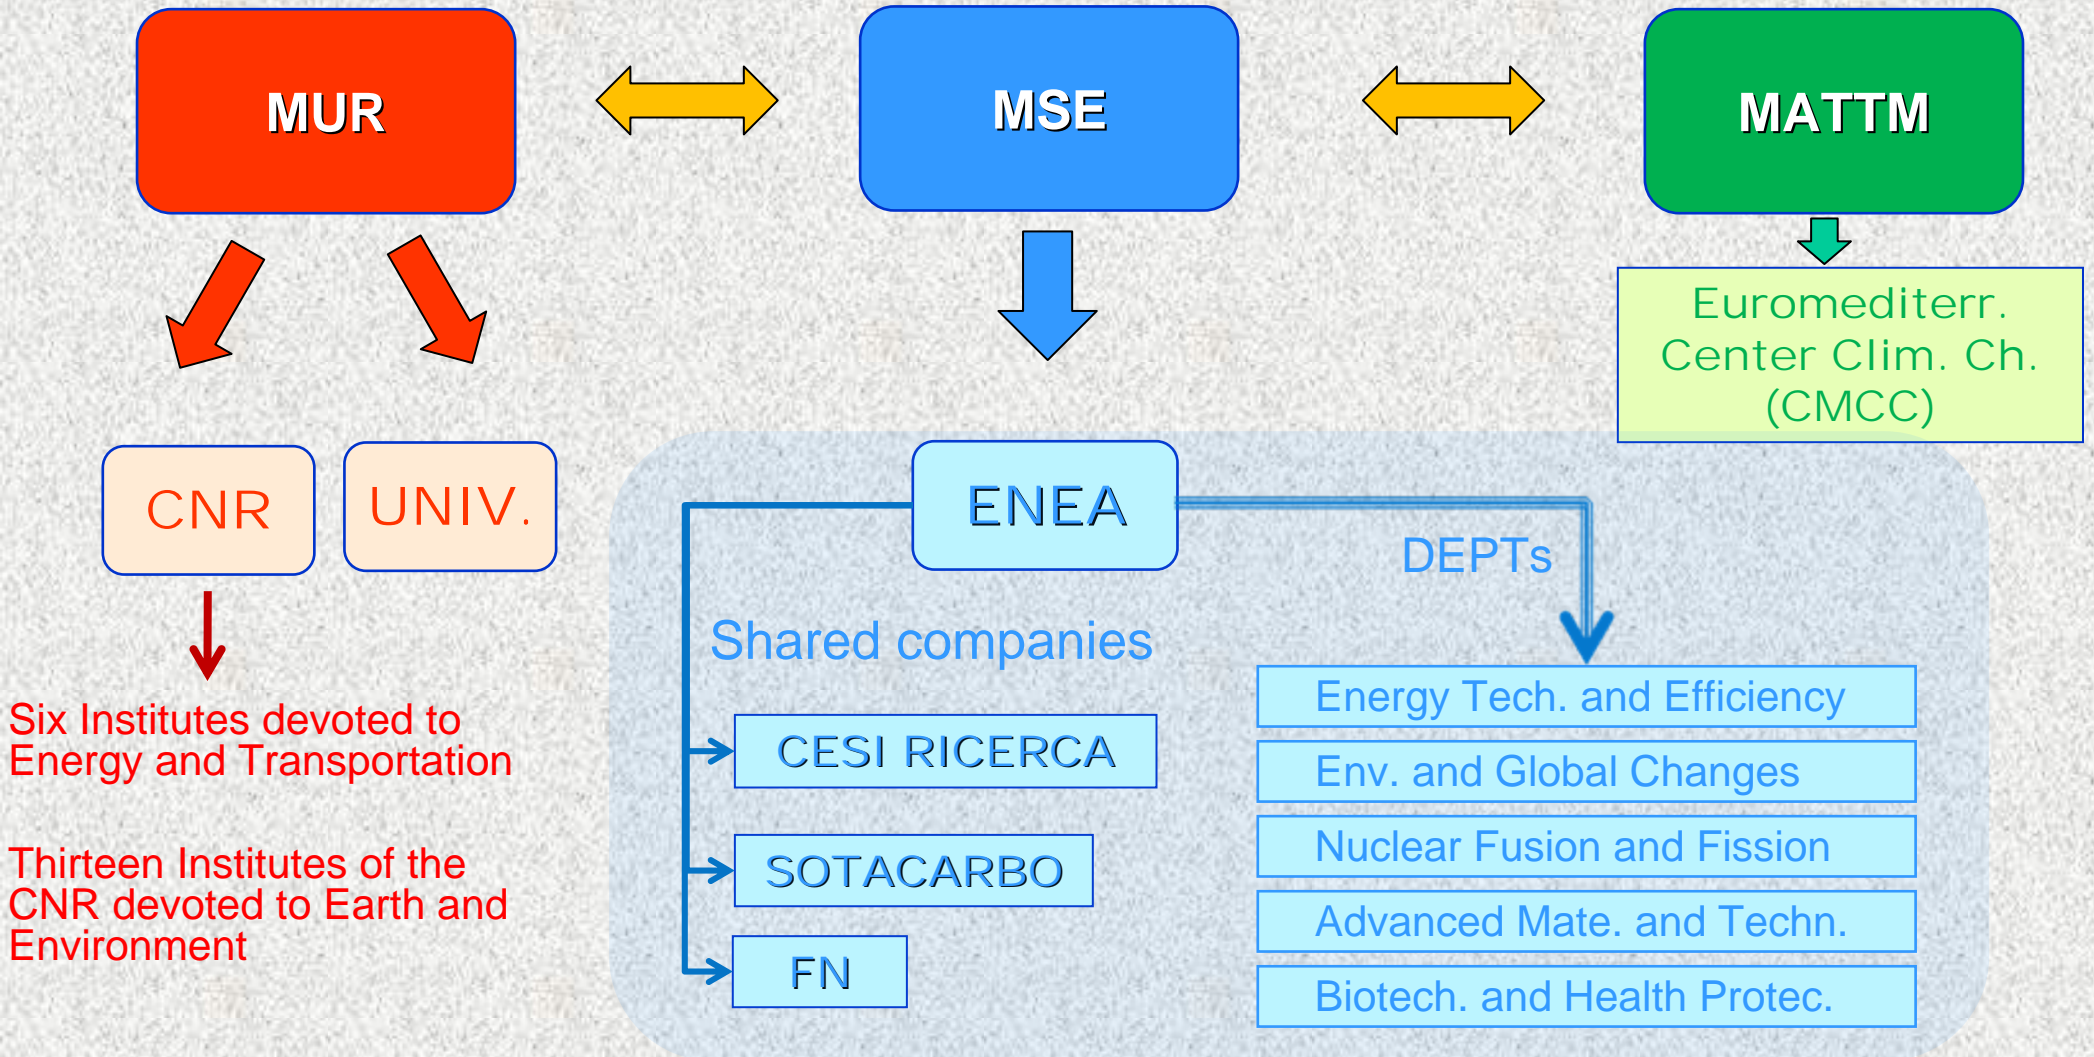 MUR
MSE
MATTM
Euromediterr.
Center Clim. Ch.
(CMCC)
CNR
UNIV.
ENEA
DEPTs
Shared companies
Six Institutes devoted to
Energy and Transportation
Thirteen Institutes of the
CNR devoted to Earth and
Environment
CESI RICERCA
SOTACARBO
FN
Energy Tech. and Efficiency
Env. and Global Changes
Nuclear Fusion and Fission
Advanced Mate. and Techn.
Biotech. and Health Protec.